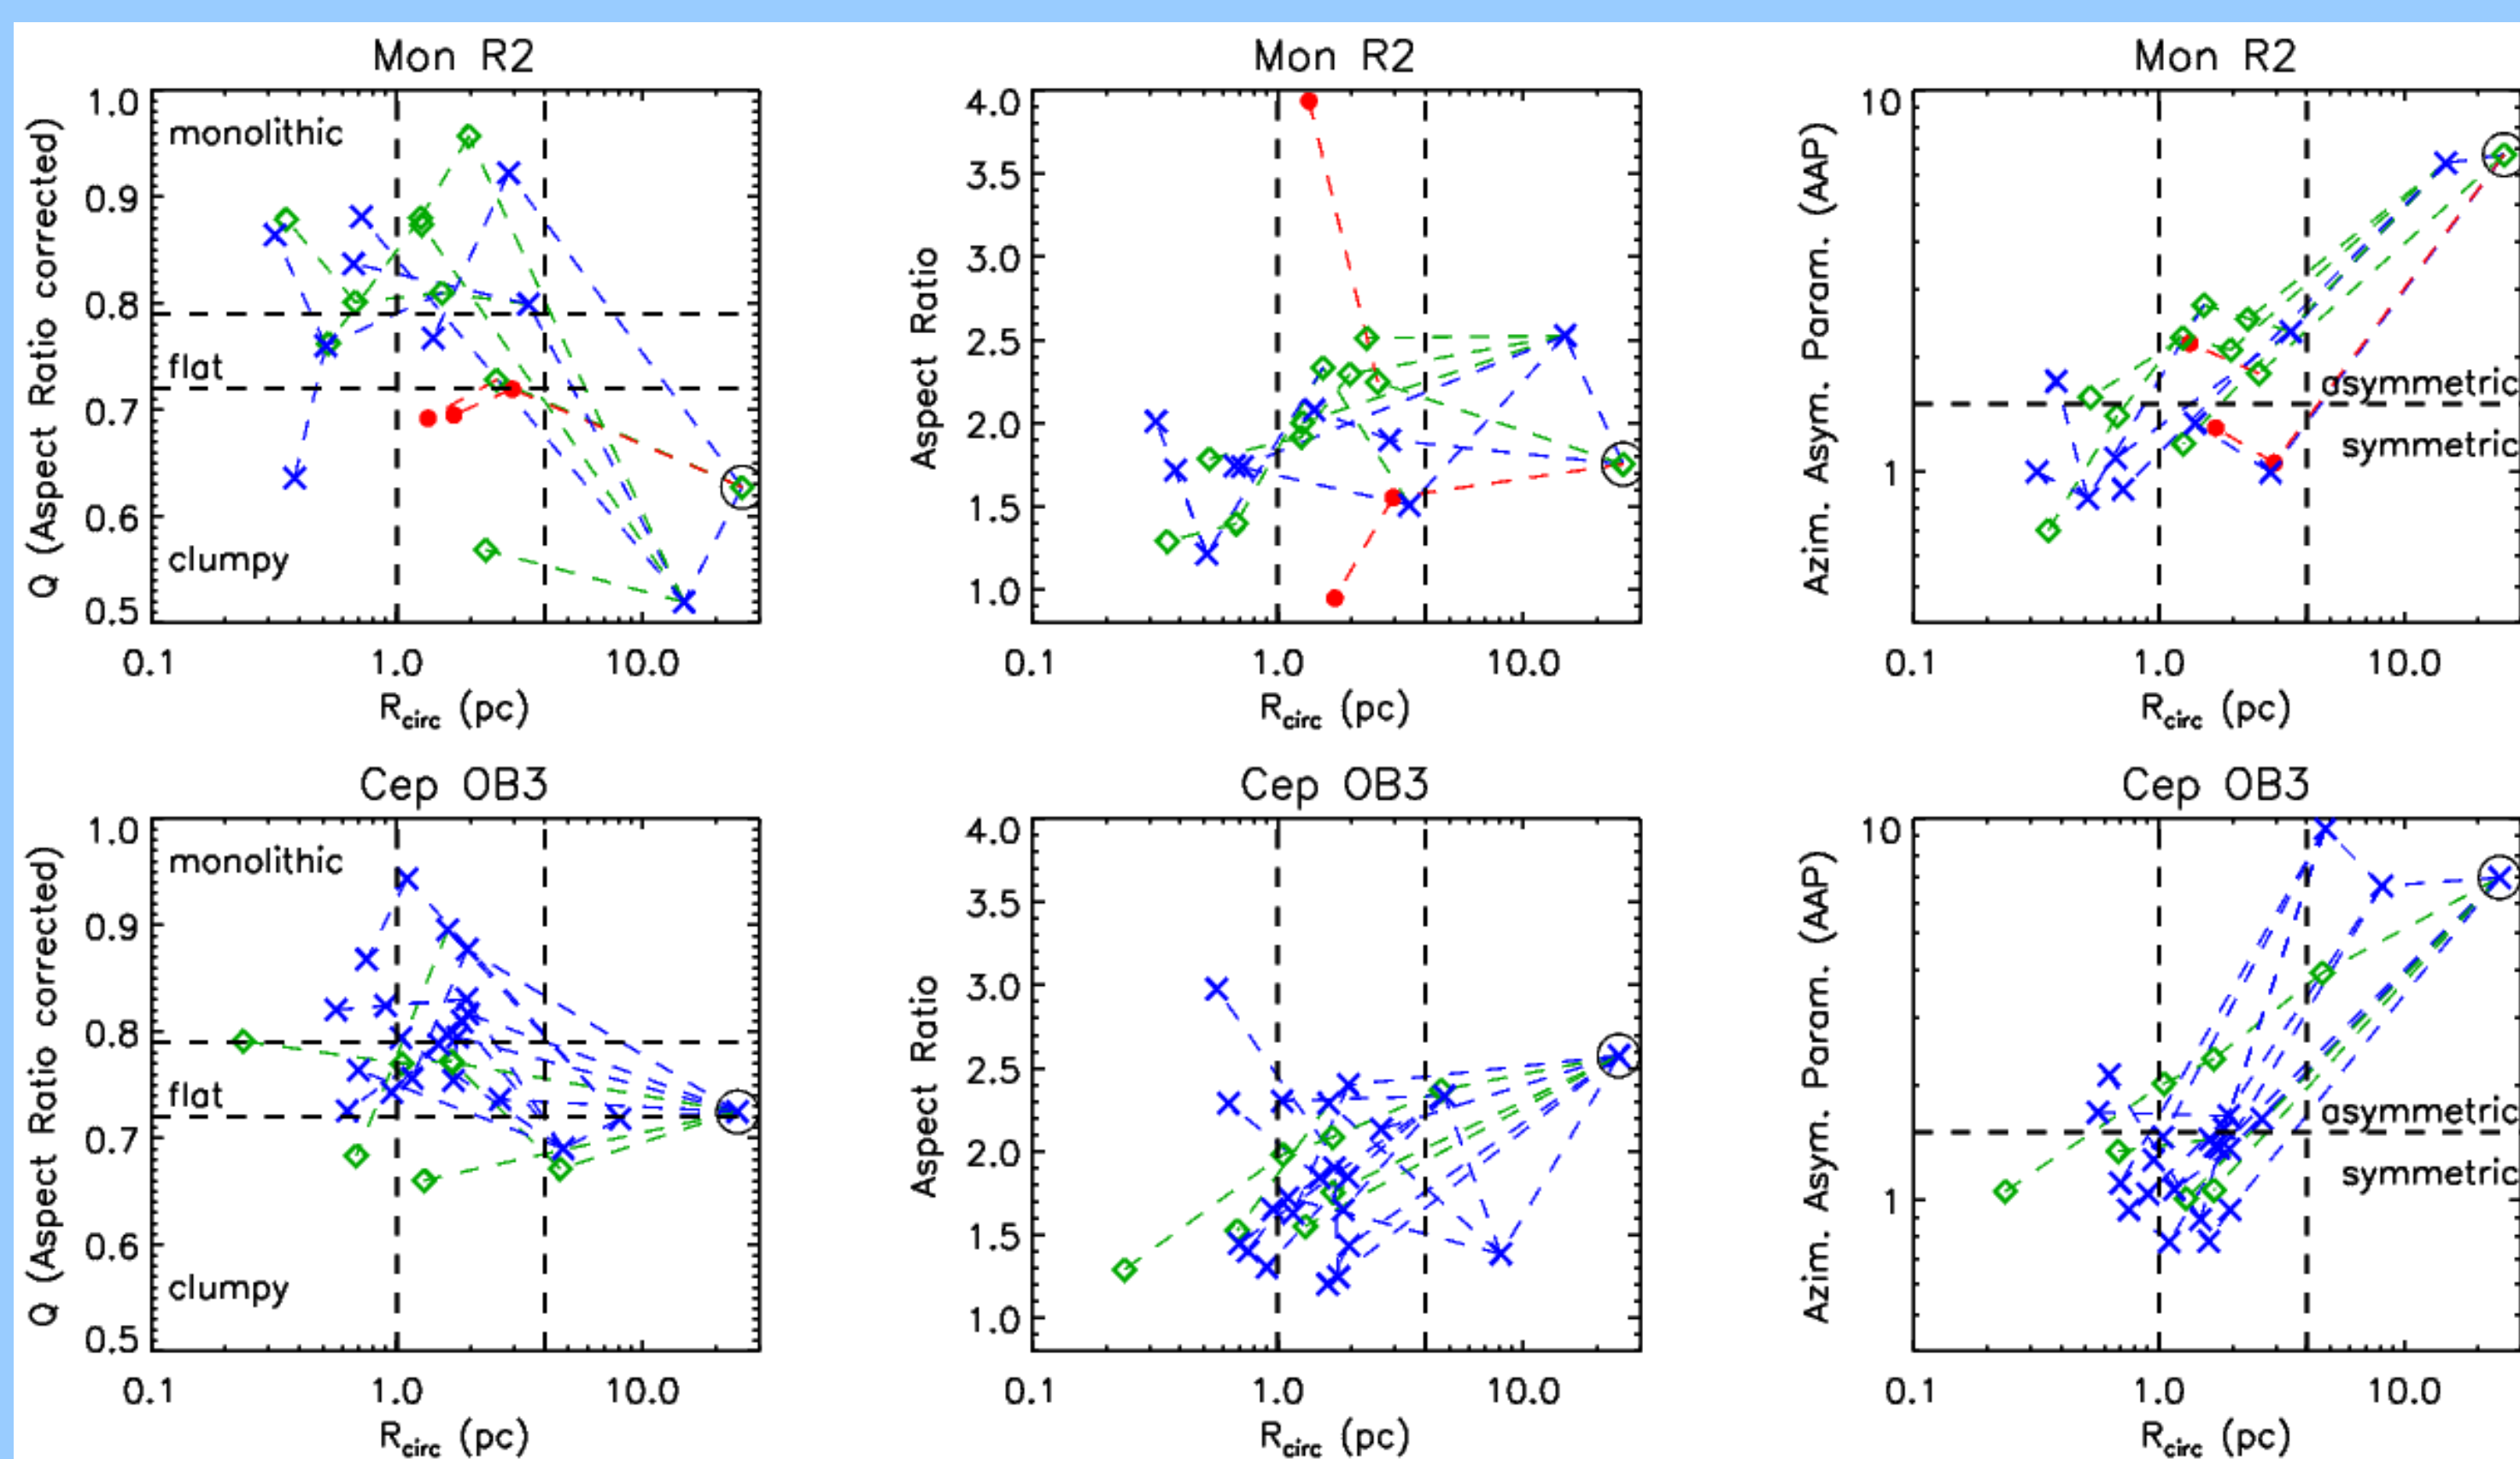 Mon R2
Q (Aspect Ratio corrected)
1.0
0.9
0.8
0.7
0.6
0.5
monolithic
flat
clumpy
0.1 1.0 10.0
R_circ (pc)
Mon R2
Aspect Ratio
4.0
3.5
3.0
2.5
2.0
1.5
1.0
0.1 1.0 10.0
R_circ (pc)
Mon R2
Azim. Asym. Param. (AAP)
10
1
asymmetric
symmetric
0.1 1.0 10.0
R_circ (pc)
Cep OB3
Q (Aspect Ratio corrected)
1.0
0.9
0.8
0.7
0.6
0.5
monolithic
flat
clumpy
0.1 1.0 10.0
R_circ (pc)
Cep OB3
Aspect Ratio
4.0
3.5
3.0
2.5
2.0
1.5
1.0
0.1 1.0 10.0
R_circ (pc)
Cep OB3
Azim. Asym. Param. (AAP)
10
1
asymmetric
symmetric
0.1 1.0 10.0
R_circ (pc)